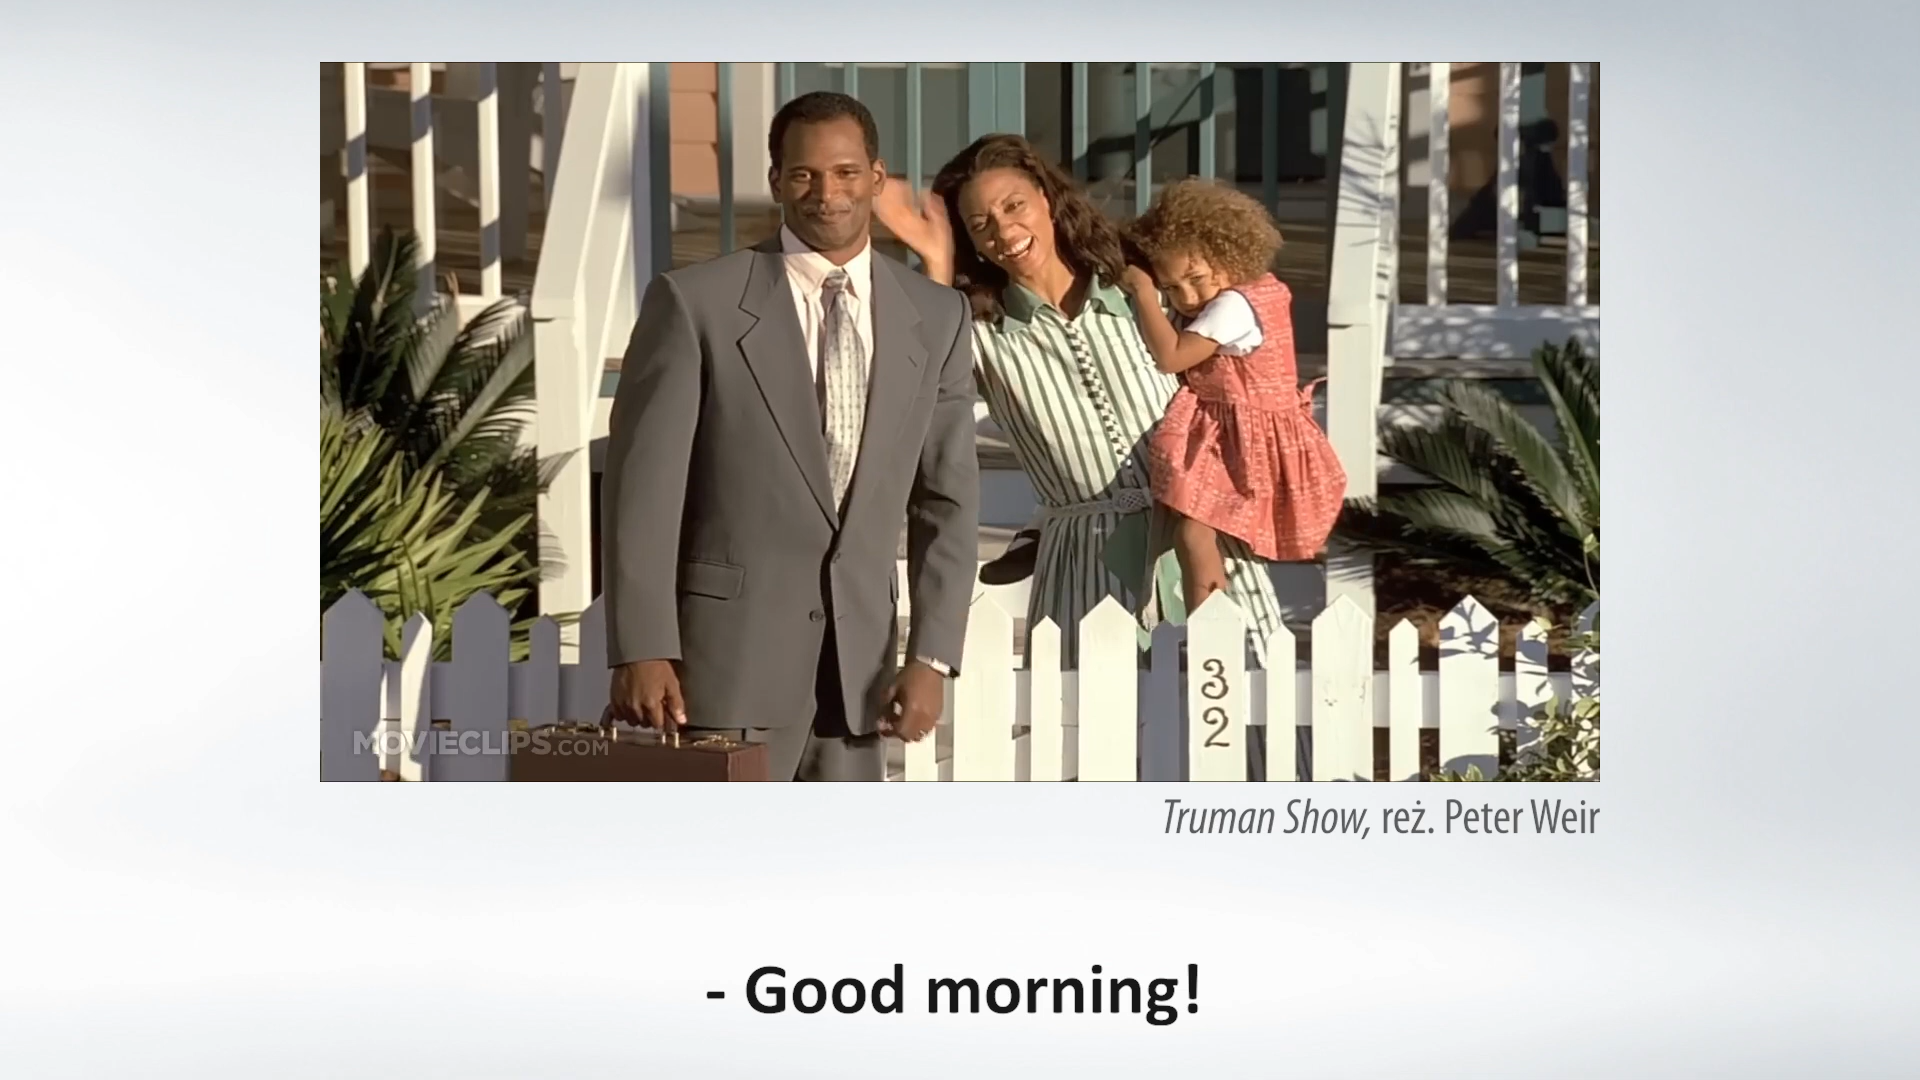 3
2
MOVIECLIPS.COM
Truman Show, reż. Peter Weir
- Good morning!